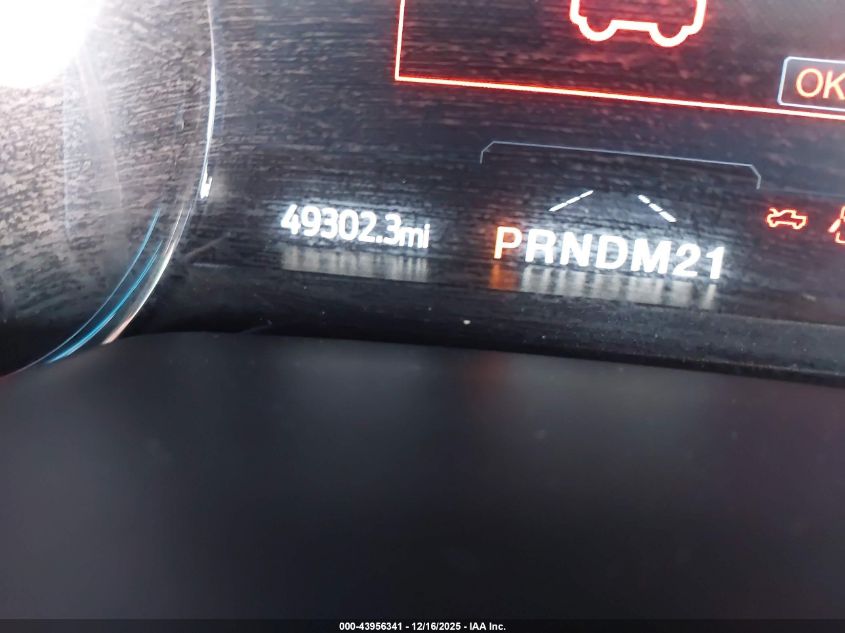 OK
49302.3mi
PRNDM21
000-43956341 - 12/16/2025 - IAA Inc.